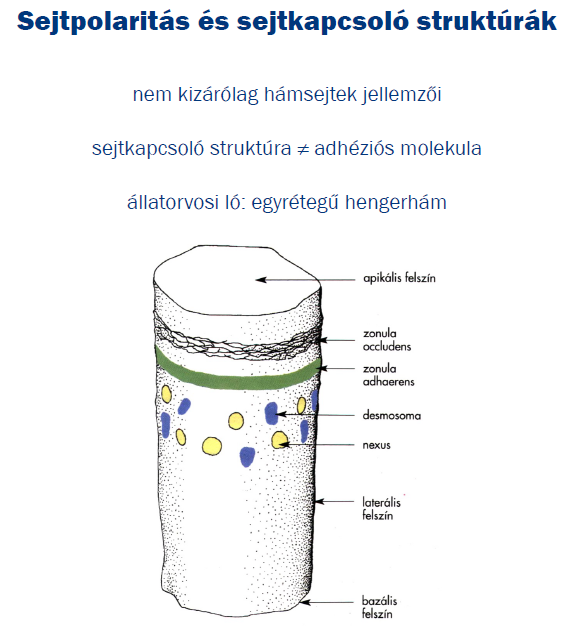 Sejtpolaritás és sejtkapcsoló struktúrák
nem kizárólag hámsejtek jellemzői
sejtkapcsoló struktúra ≠ adhéziós molekula
állatorvosi ló: egyrétegű hengerhám
apikális felszín
zonula
occludens
zonula
adhaerens
desmosoma
nexus
laterális
felszín
bazális
felszín